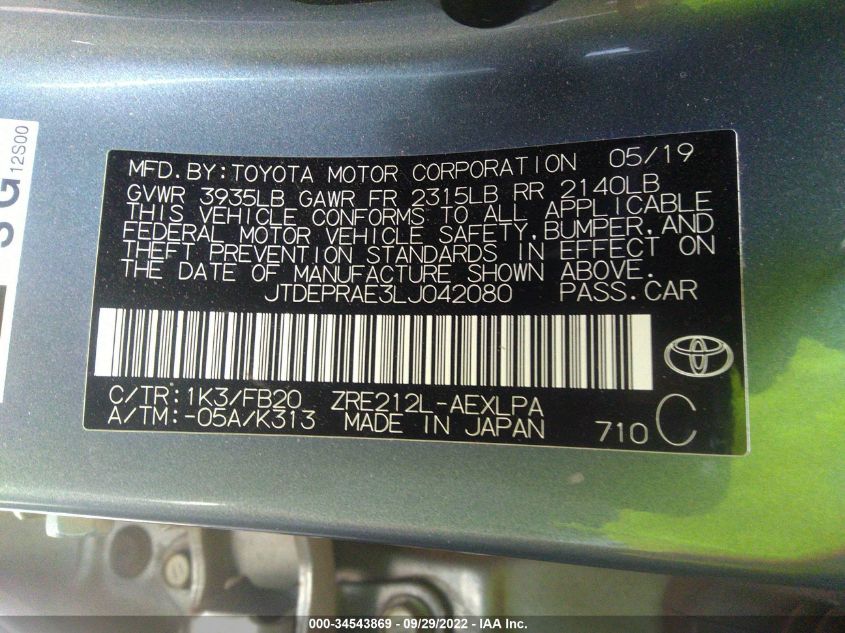 MFD.BY:TOYOTA MOTOR CORPORATION 05/19
GVWR 3935LB GAWR FR 2315LB RR 2140LB
THIS VEHICLE CONFORMS TO ALL APPLICABLE
FEDERAL MOTOR VEHICLE SAFETY,BUMPER,AND
THEFT PREVENTION STANDARDS IN EFFECT ON
THE DATE OF MANUFACTURE SHOWN ABOVE.
JTDEPRAE3LJ042080 PASS.CAR
C/TR:1K3/FB20 ZRE212L-AEXLPA
A/TM:-05A/K313 MADE IN JAPAN 710 C
12S00
000-34543869 - 09/29/2022 - IAA Inc.